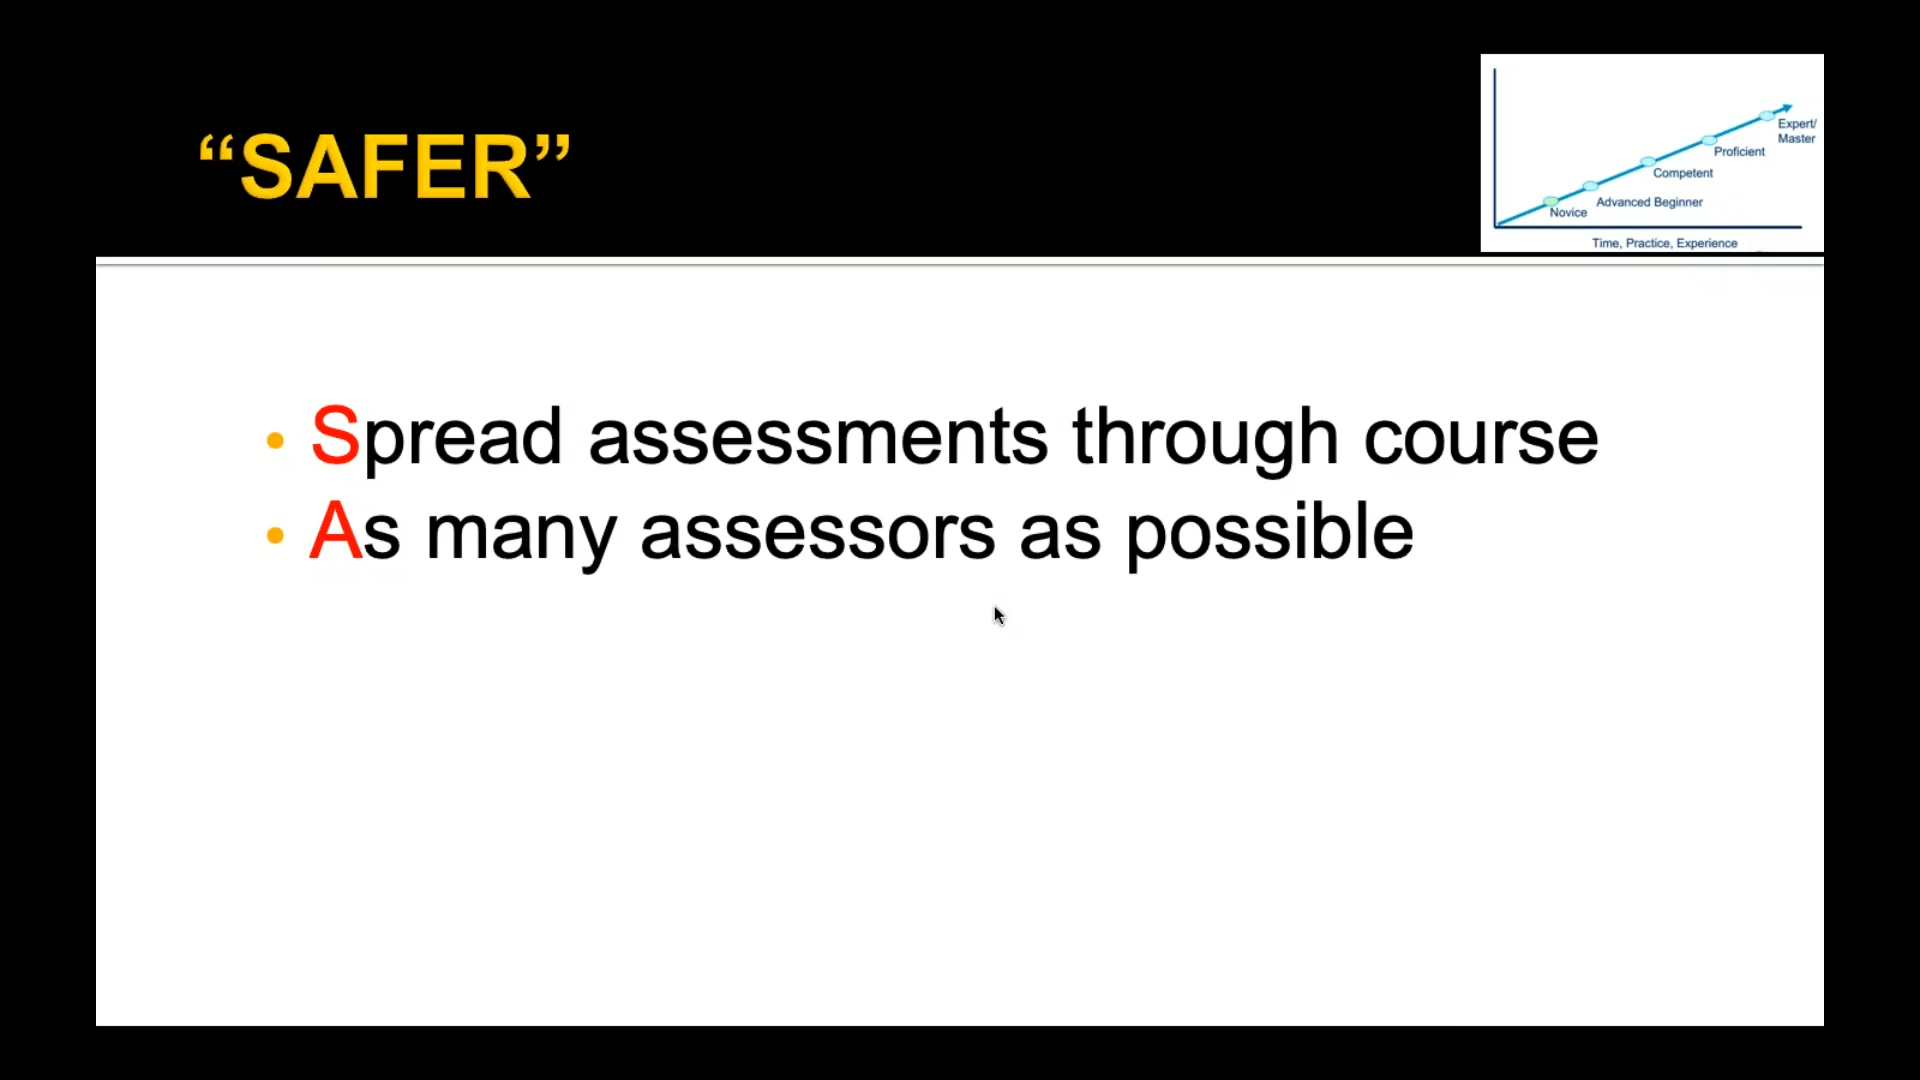 “SAFER”
Expert/
Master
Proficient
Competent
Advanced Beginner
Novice
Time, Practice, Experience
• Spread assessments through course
• As many assessors as possible